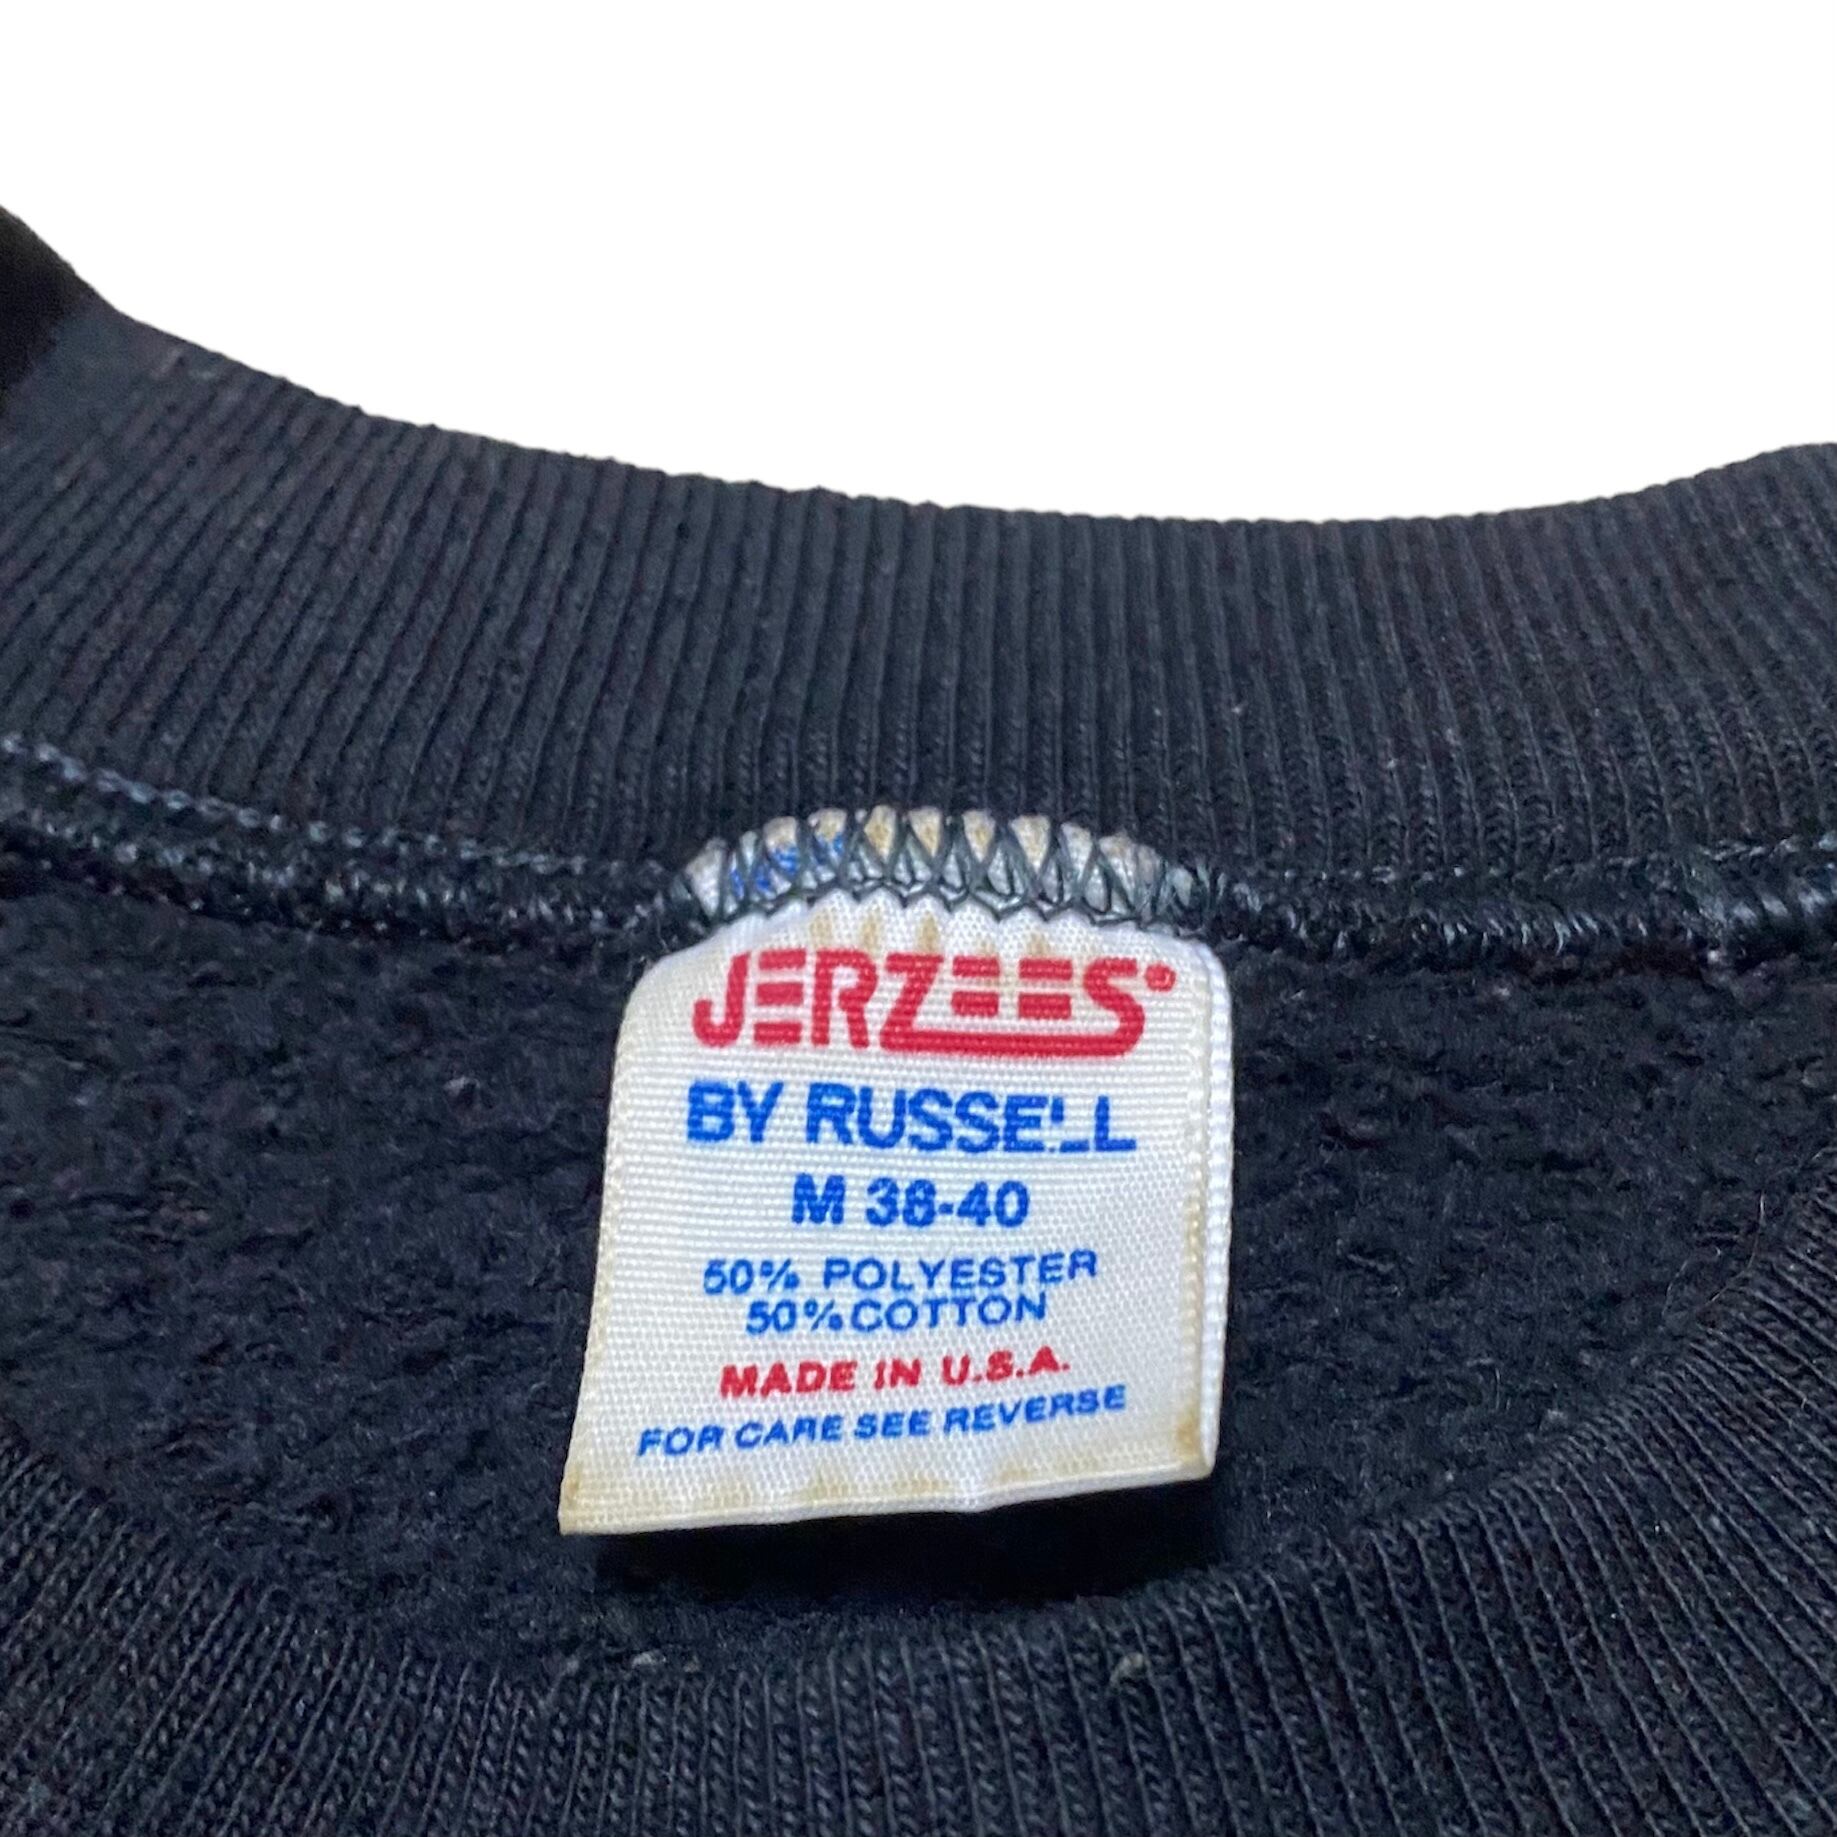 JERZEES®
BY RUSSELL
M 38-40
50% POLYESTER
50% COTTON
MADE IN U.S.A.
FOR CARE SEE REVERSE